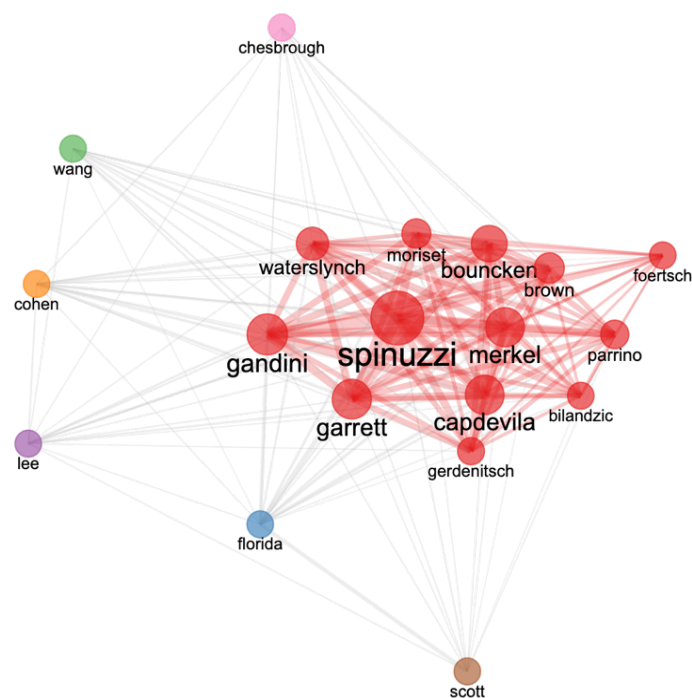 chesbrough
wang
waterslynch
moriset
bouncken
brown
foertsch
cohen
gandini
spinuzzi
merkel
parrino
garrett
capdevila
bilandzic
gerdenitsch
lee
florida
scott